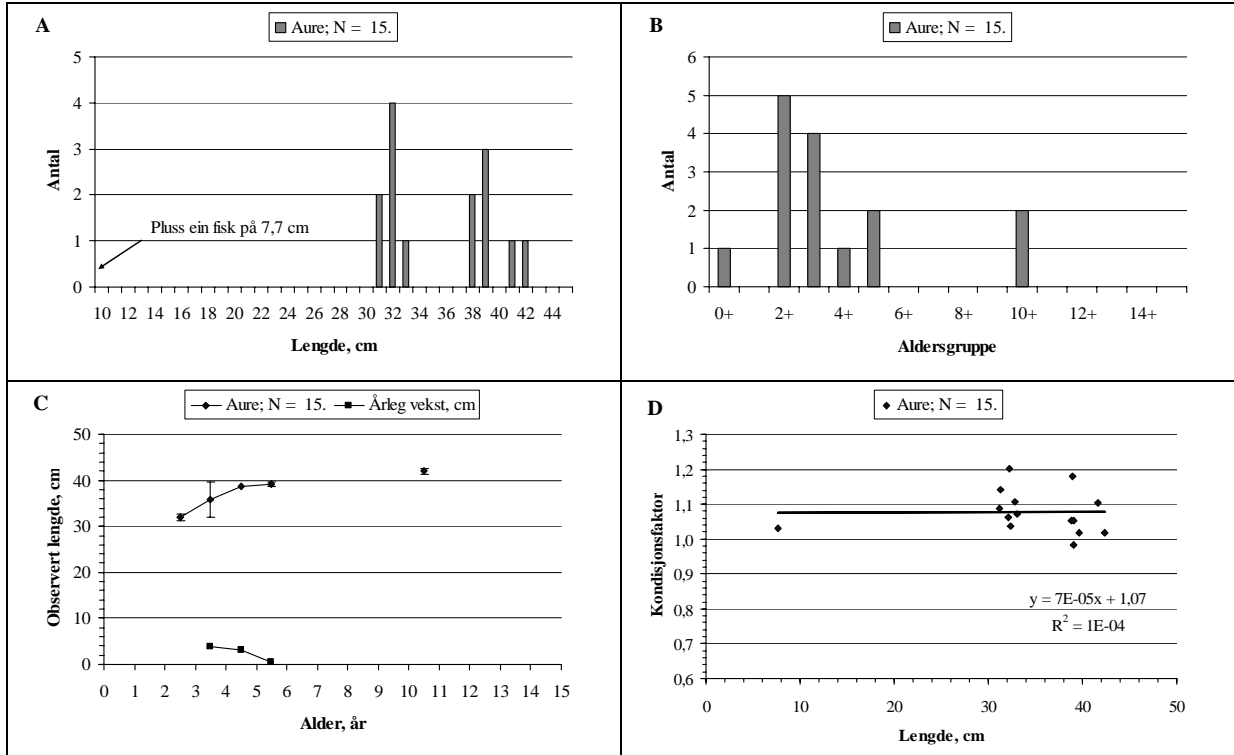 A
Aure; N = 15.
5
4
3
2
1
0
Antal
Pluss ein fisk på 7,7 cm
10 12 14 16 18 20 22 24 26 28 30 32 34 36 38 40 42 44
Lengde, cm
B
Aure; N = 15.
6
5
4
3
2
1
0
Antal
0+ 2+ 4+ 6+ 8+ 10+ 12+ 14+
Aldersgruppe
C
Aure; N = 15. Årleg vekst, cm
50
40
30
20
10
0
Observert lengde, cm
0 1 2 3 4 5 6 7 8 9 10 11 12 13 14 15
Alder, år
D
Aure; N = 15.
1,3
1,2
1,1
1,0
0,9
0,8
0,7
0,6
Kondisjonsfaktor
y = 7E-05x + 1,07
R² = 1E-04
0 10 20 30 40 50
Lengde, cm